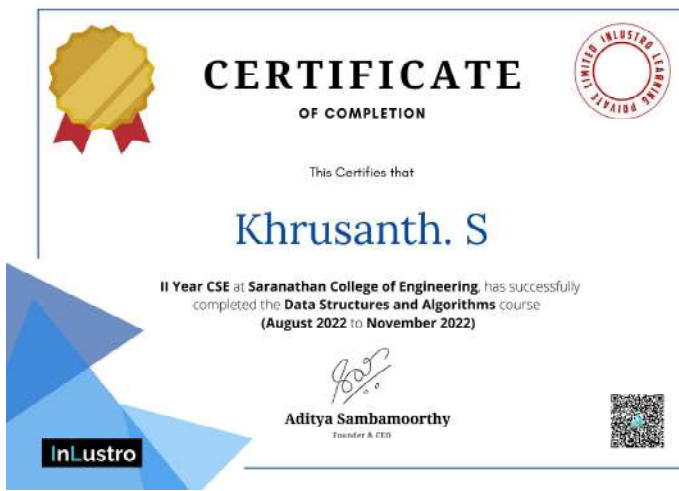 CERTIFICATE
OF COMPLETION
INLUSTRO LEARNING PRIVATE LIMITED
This Certifies that
Khrusanth. S
II Year CSE at Saranathan College of Engineering, has successfully
completed the Data Structures and Algorithms course
(August 2022 to November 2022)
Aditya Sambamoorthy
Founder & CEO
InLustro